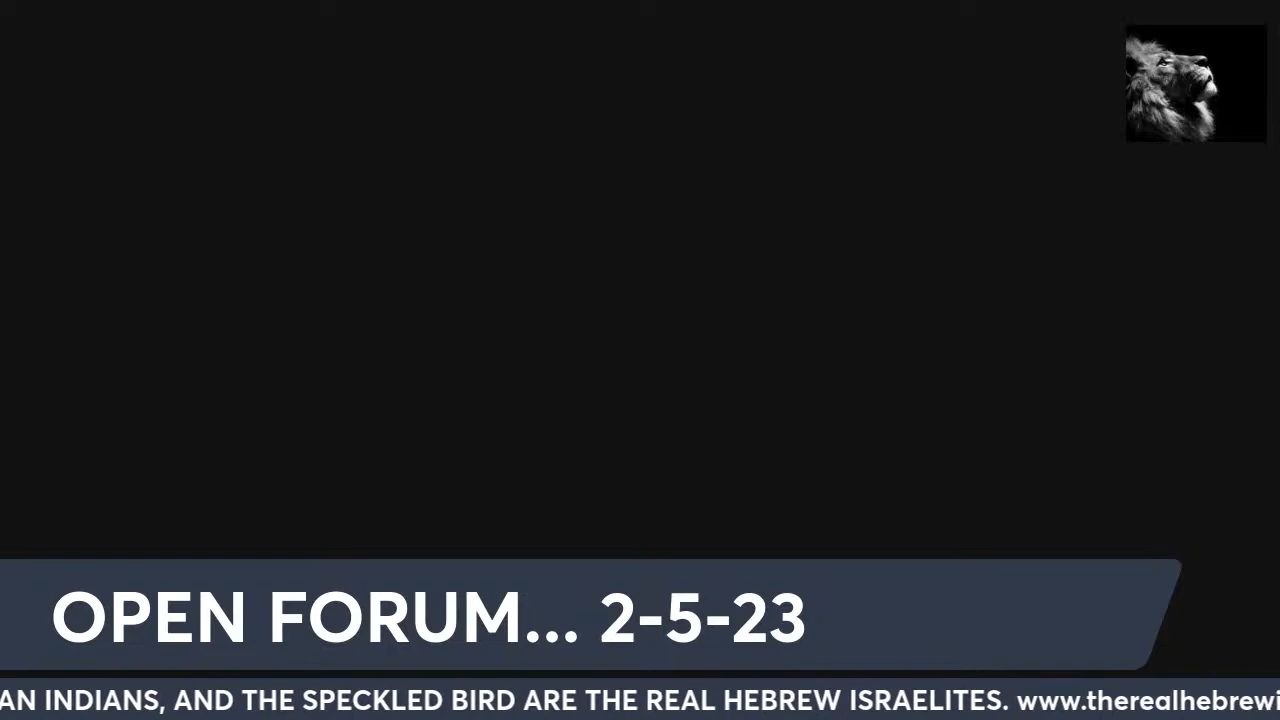 OPEN FORUM... 2-5-23
AN INDIANS, AND THE SPECKLED BIRD ARE THE REAL HEBREW ISRAELITES. www.therealhebrewi